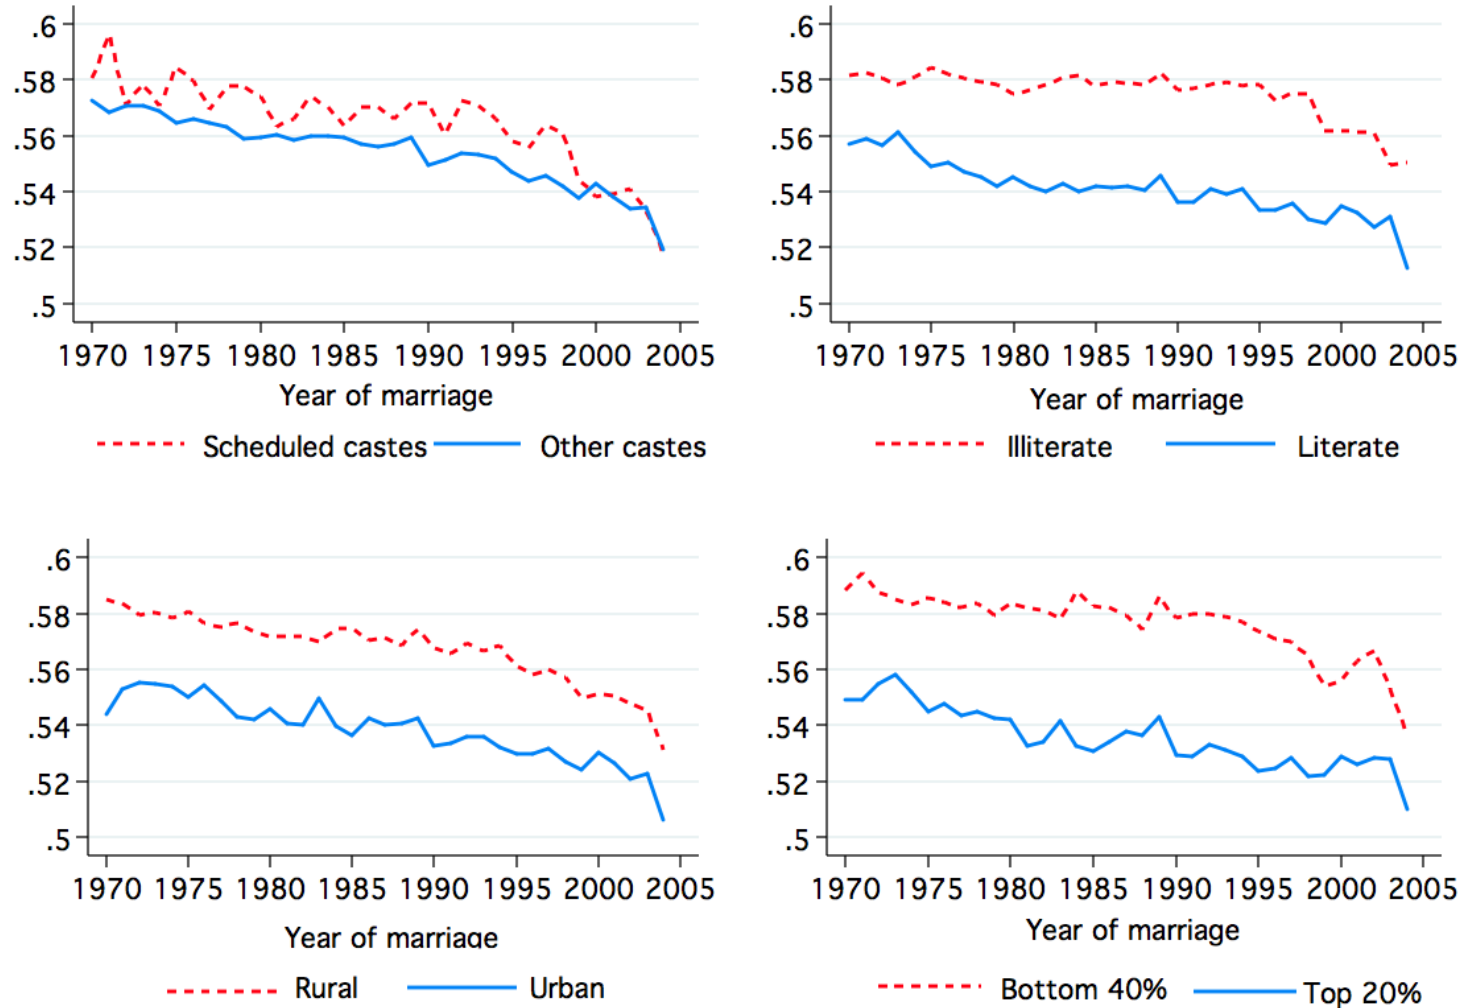 .6
.58
.56
.54
.52
.5
1970 1975 1980 1985 1990 1995 2000 2005
Year of marriage
Scheduled castes Other castes
.6
.58
.56
.54
.52
.5
1970 1975 1980 1985 1990 1995 2000 2005
Year of marriage
Illiterate Literate
.6
.58
.56
.54
.52
.5
1970 1975 1980 1985 1990 1995 2000 2005
Year of marriage
Rural Urban
.6
.58
.56
.54
.52
.5
1970 1975 1980 1985 1990 1995 2000 2005
Year of marriage
Bottom 40% Top 20%